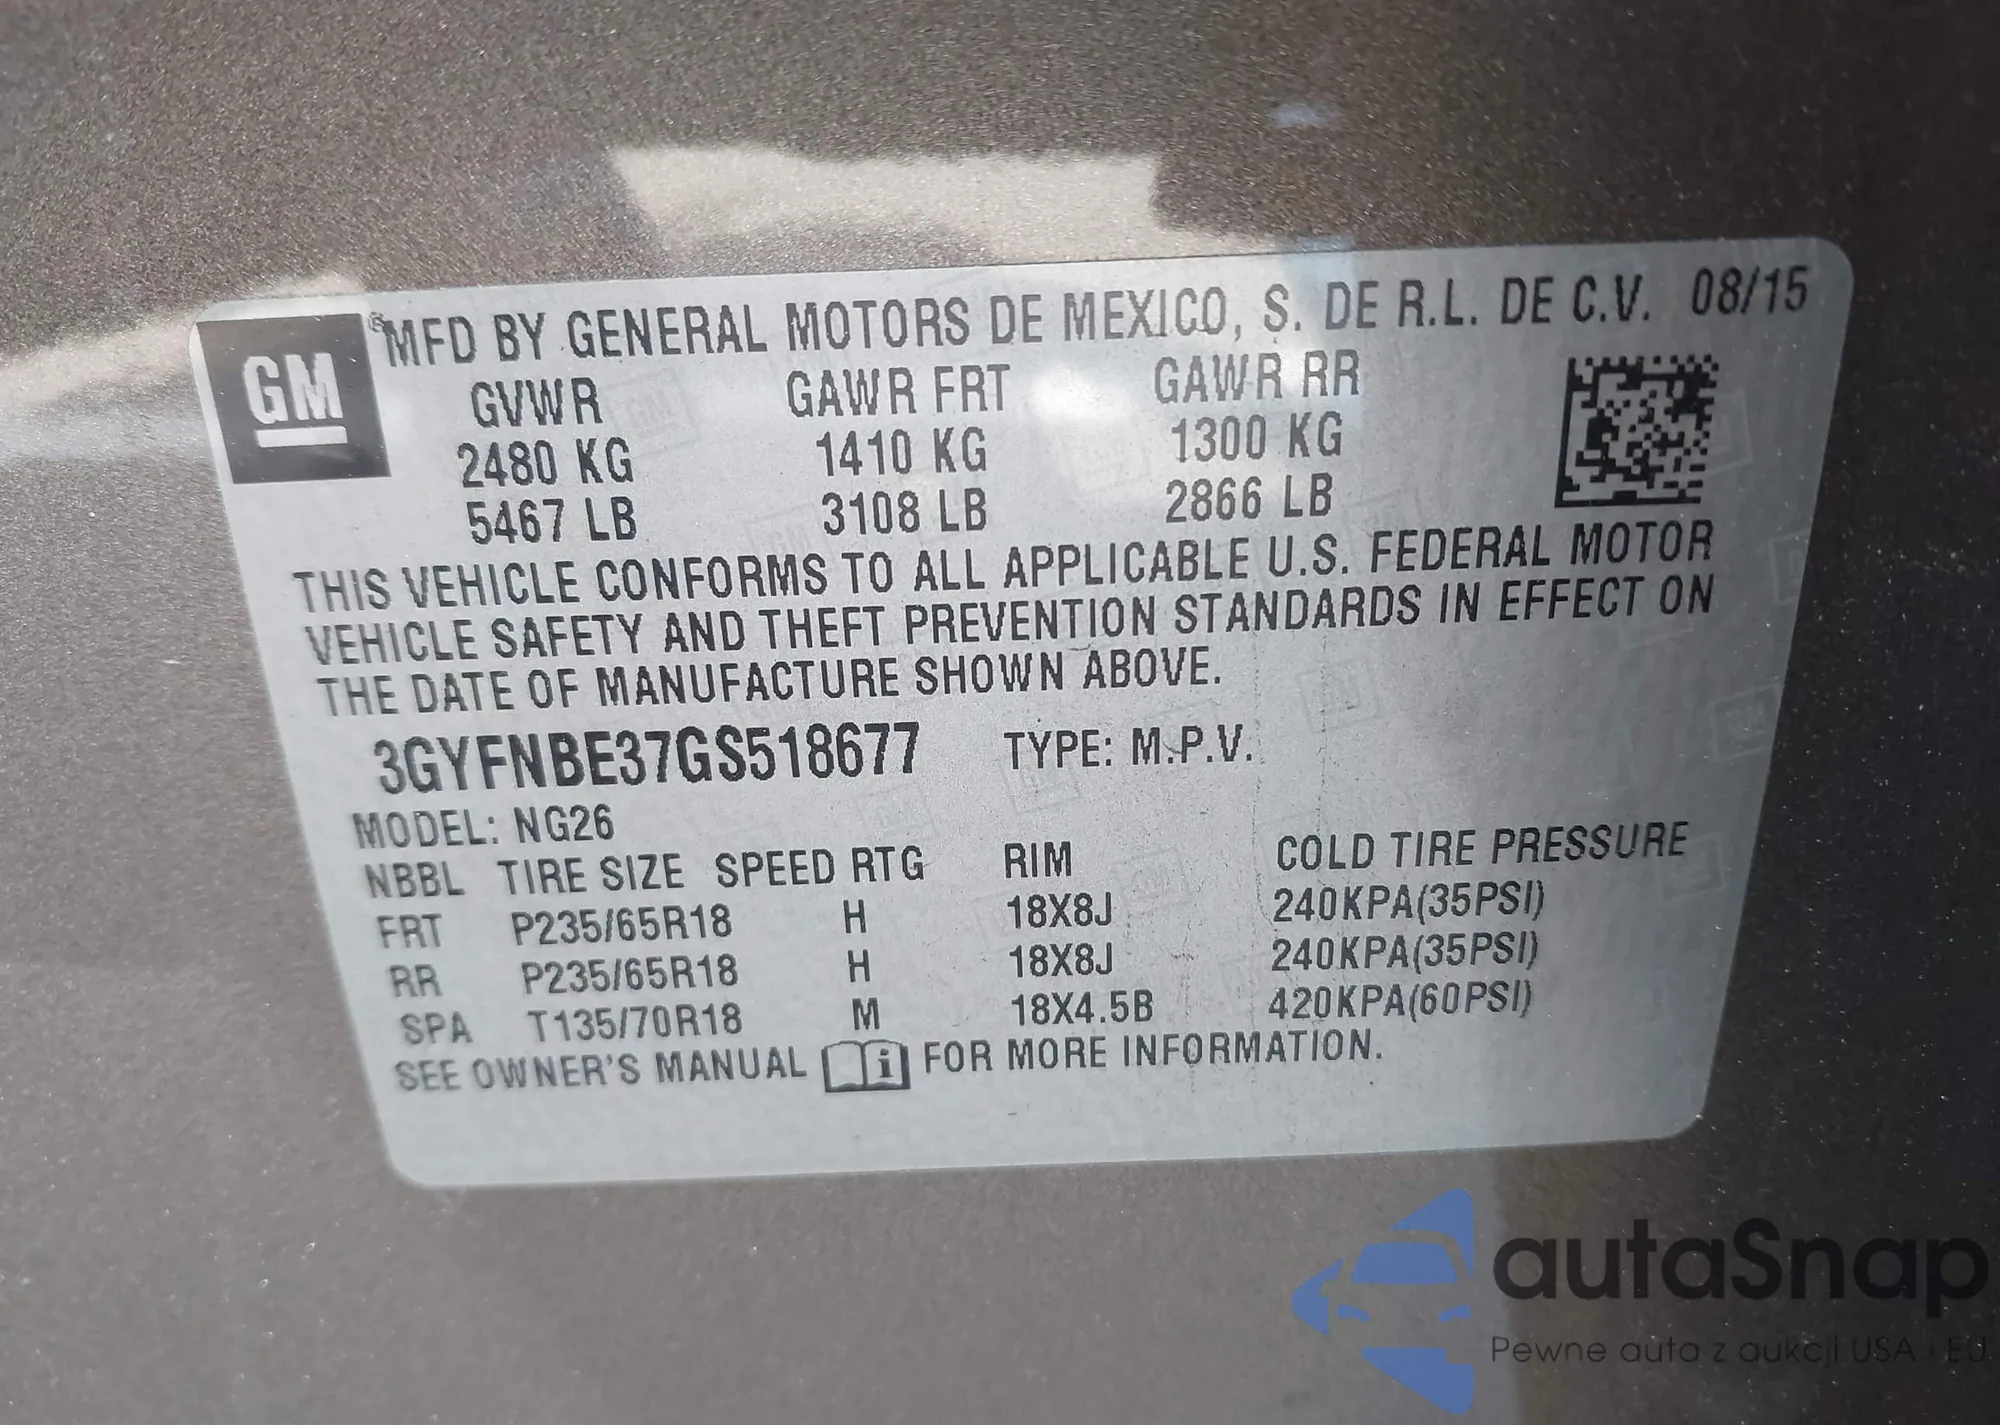 GM
® MFD BY GENERAL MOTORS DE MEXICO, S. DE R.L. DE C.V. 08/15
GVWR GAWR FRT GAWR RR
2480 KG 1410 KG 1300 KG
5467 LB 3108 LB 2866 LB
THIS VEHICLE CONFORMS TO ALL APPLICABLE U.S. FEDERAL MOTOR
VEHICLE SAFETY AND THEFT PREVENTION STANDARDS IN EFFECT ON
THE DATE OF MANUFACTURE SHOWN ABOVE.
3GYFNBE37GS518677 TYPE: M.P.V.
MODEL: NG26
NBBL TIRE SIZE SPEED RTG RIM COLD TIRE PRESSURE
FRT P235/65R18 H 18X8J 240KPA(35PSI)
RR P235/65R18 H 18X8J 240KPA(35PSI)
SPA T135/70R18 M 18X4.5B 420KPA(60PSI)
SEE OWNER'S MANUAL i FOR MORE INFORMATION.
autaSnap
Pewne auta z aukcji USA i EU